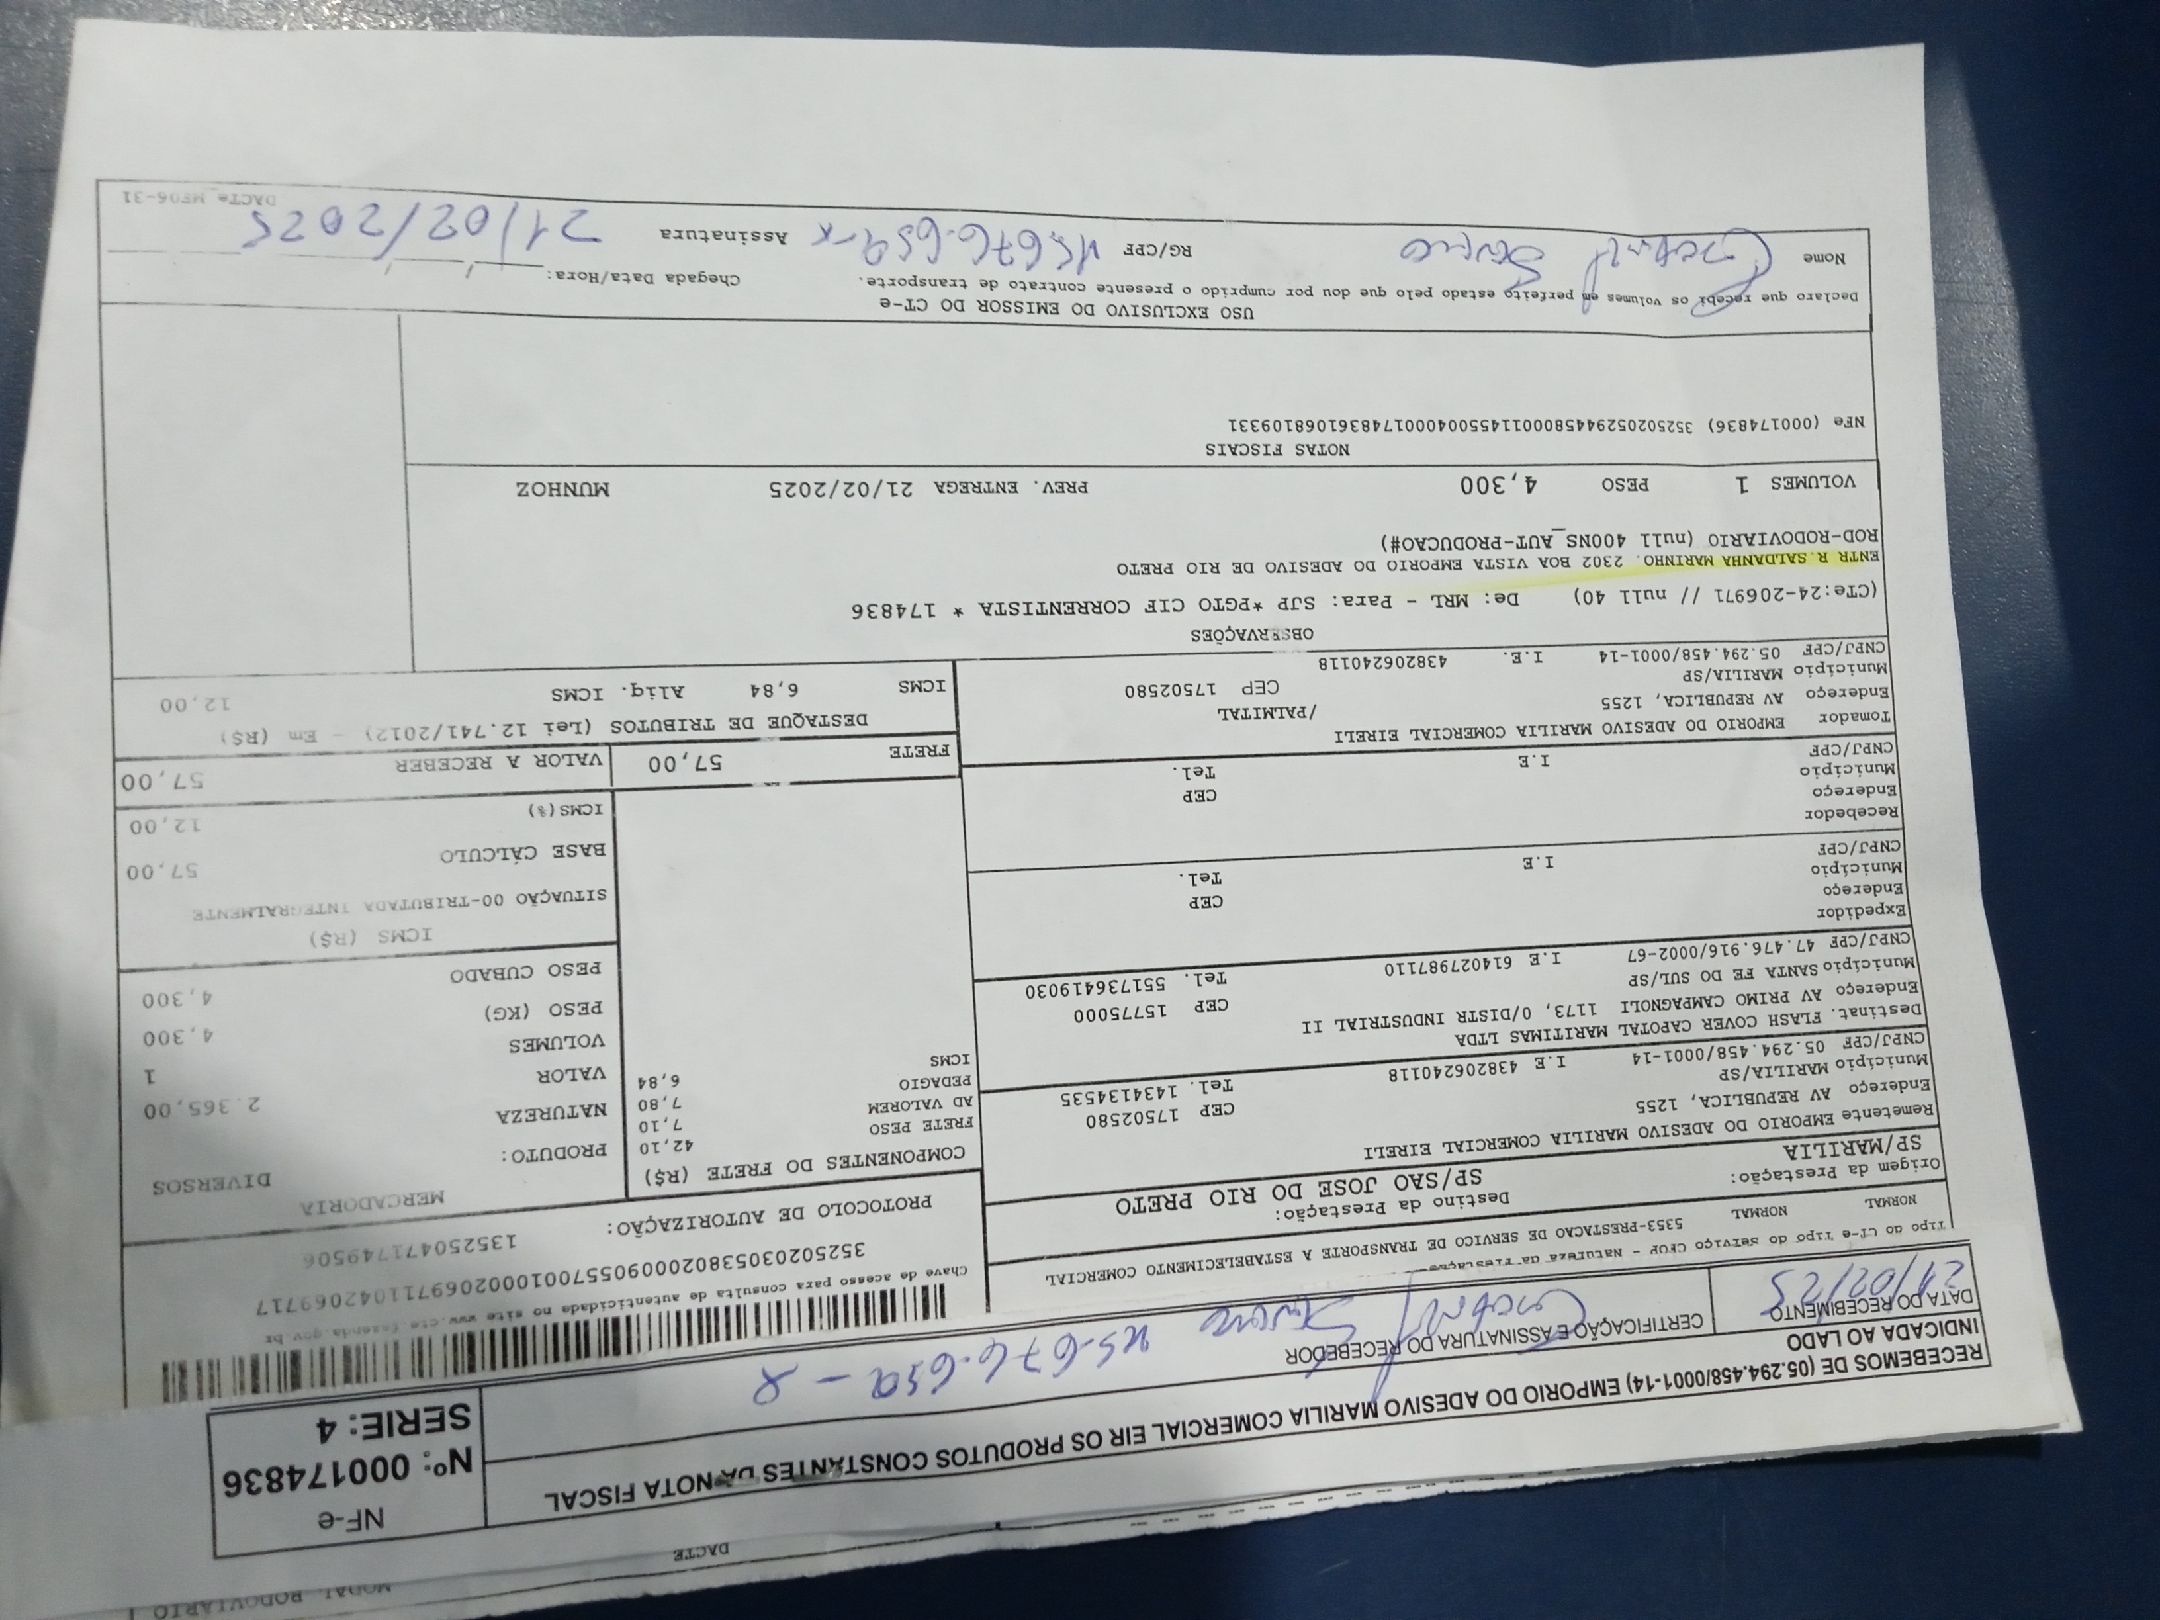 MODAL RODOVIÁRIO
DACTE
RECEBEMOS DE (05.294.458/0001-14) EMPORIO DO ADESIVO MARILIA COMERCIAL EIR OS PRODUTOS CONSTANTES DA NOTA FISCAL
INDICADA AO LADO
NF-e
Nº: 000174836
SERIE: 4
DATA DO RECEBIMENTO
21/02/25
CERTIFICAÇÃO E ASSINATURA DO RECEBEDOR
Chave de acesso para consulta de autenticidade no site www.cte.fazenda.gov.br
Tipo do CT-e Tipo do Serviço CFOP - Natureza da Prestação
NORMAL NORMAL 5353-PRESTACAO DE SERVICO DE TRANSPORTE A ESTABELECIMENTO COMERCIAL
PROTOCOLO DE AUTORIZAÇÃO:
135250471749506
Origem da Prestação:
SP/MARILIA
Destino da Prestação:
SP/SAO JOSE DO RIO PRETO
Remetente EMPORIO DO ADESIVO MARILIA COMERCIAL EIRELI
Endereço AV REPUBLICA, 1255 CEP 17502580
Município MARILIA/SP Tel. 1434134535
CNPJ/CPF 05.294.458/0001-14 I.E 438206240118
Destinat. FLASH COVER CAPOTAL MARITIMAS LTDA
Endereço AV PRIMO CAMPAGNOLI 1173, 0/DISTR INDUSTRIAL II CEP 15775000
Município SANTA FE DO SUL/SP Tel. 551736419030
CNPJ/CPF 47.476.916/0002-67 I.E 614027987110
Expedidor
Endereço CEP
Município Tel.
CNPJ/CPF I.E
Recebedor
Endereço CEP
Município Tel.
CNPJ/CPF I.E
Tomador EMPORIO DO ADESIVO MARILIA COMERCIAL EIRELI
Endereço AV REPUBLICA, 1255 /PALMITAL
Município MARILIA/SP CEP 17502580
CNPJ/CPF 05.294.458/0001-14 I.E. 438206240118
COMPONENTES DO FRETE (R$)
FRETE PESO 42,10
AD VALOREM 7,10
PEDAGIO 7,80
ICMS 6,84
MERCADORIA
PRODUTO: DIVERSOS
NATUREZA
VALOR 2.365,00
VOLUMES 1
PESO (KG) 4,300
PESO CUBADO 4,300
ICMS (R$)
SITUAÇÃO 00-TRIBUTADA INTEGRALMENTE
BASE CÁLCULO 57,00
ICMS(%) 12,00
FRETE 57,00 VALOR A RECEBER 57,00
DESTAQUE DE TRIBUTOS (Lei 12.741/2012) - Em (R$)
ICMS 6,84 Aliq. ICMS 12,00
OBSERVAÇÕES
(CTe:24-206971 // null 40) De: MRL - Para: SJP *PGTO CIF CORRENTISTA * 174836
ENTR R.SALDANHA MARINHO, 2302 BOA VISTA EMPORIO DO ADESIVO DE RIO PRETO
ROD-RODOVIARIO (null 400NS_AUT-PRODUCAO#)
VOLUMES 1 PESO 4,300 PREV. ENTREGA 21/02/2025 MUNHOZ
NOTAS FISCAIS
NFe (000174836) 35250205294458000114550040001748361068109331
USO EXCLUSIVO DO EMISSOR DO CT-e
Declaro que recebi os volumes em perfeito estado pelo que dou por cumprido o presente contrato de transporte. Chegada Data/Hora:
Nome RG/CPF Assinatura 21/02/2025
DACTe_MF06-31